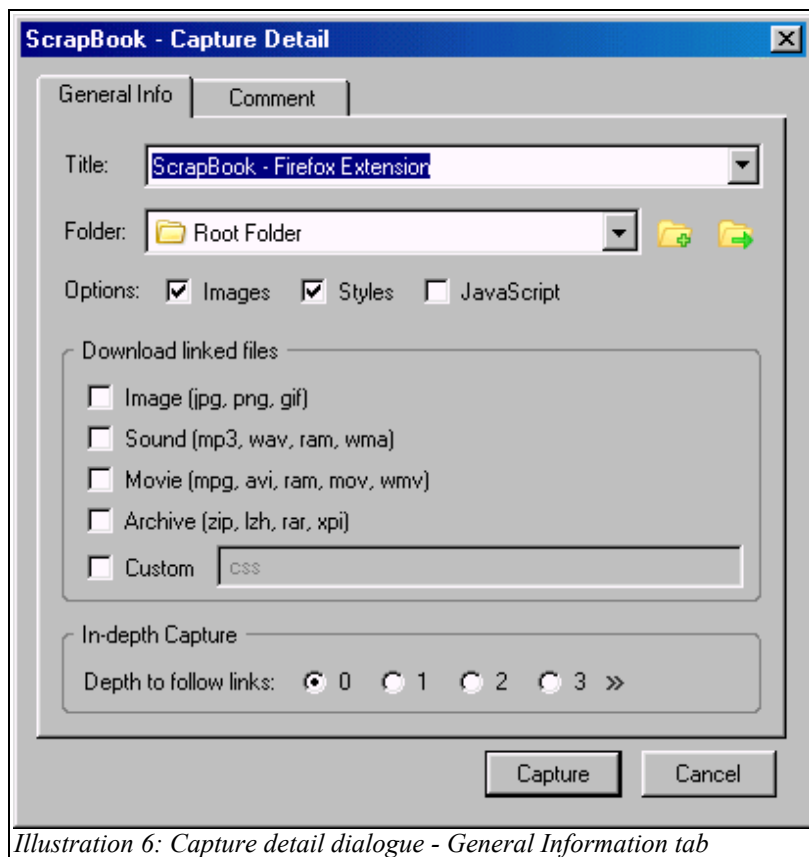 ScrapBook - Capture Detail
General Info Comment
Title: ScrapBook - Firefox Extension
Folder: Root Folder
Options: Images Styles JavaScript
Download linked files
Image (jpg, png, gif)
Sound (mp3, wav, ram, wma)
Movie (mpg, avi, ram, mov, wmv)
Archive (zip, lzh, rar, xpi)
Custom css
In-depth Capture
Depth to follow links: 0 1 2 3 »
Capture Cancel
Illustration 6: Capture detail dialogue - General Information tab